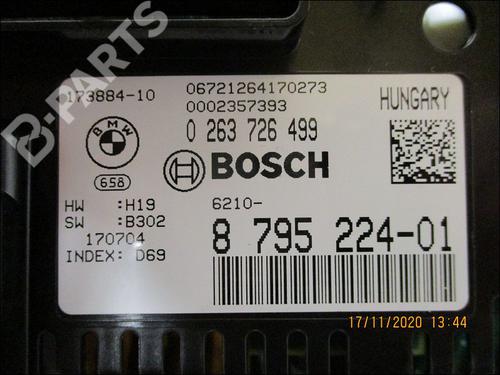 173884-10
06721264170273
0002357393
HUNGARY
BMW
0 263 726 499
BOSCH
658
6210-
HW :H19
SW :B302
170704
INDEX: D69
8 795 224-01
B-PARTS
17/11/2020 13:44